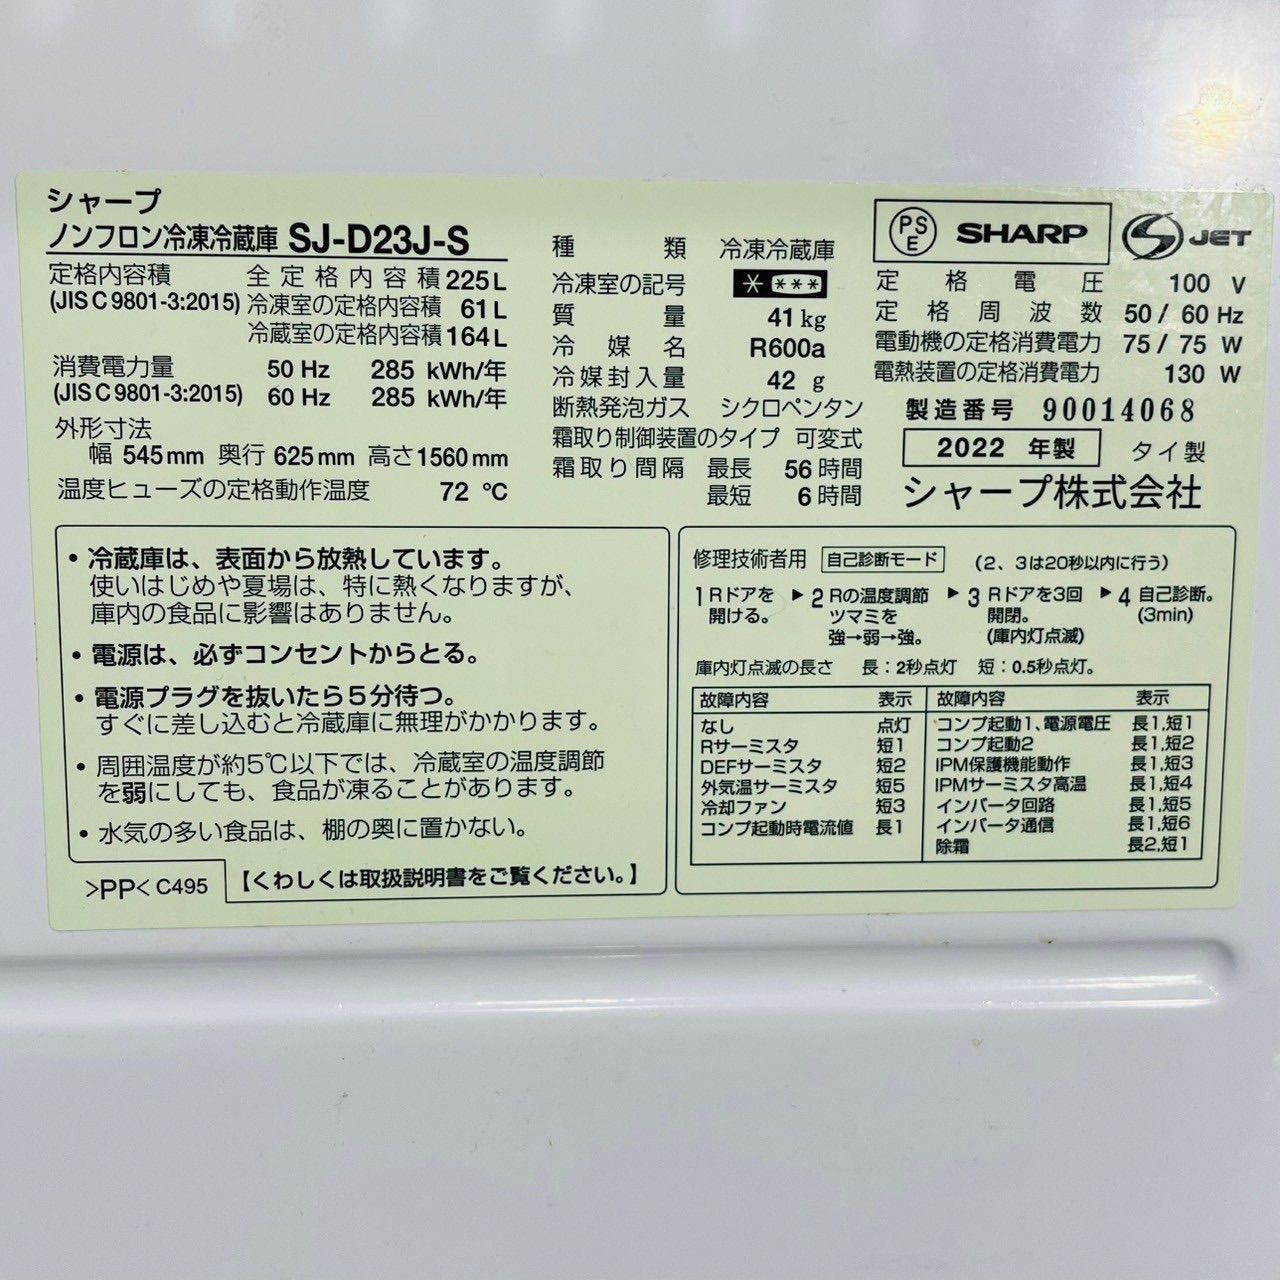 シャープ
ノンフロン冷凍冷蔵庫 SJ-D23J-S
定格内容積 全定格内容積 225L
(JIS C 9801-3:2015) 冷凍室の定格内容積 61L
冷蔵室の定格内容積 164L
消費電力量 50 Hz 285 kWh/年
(JIS C 9801-3:2015) 60 Hz 285 kWh/年
外形寸法
幅 545mm 奥行 625mm 高さ1560mm
温度ヒューズの定格動作温度 72 ℃
種類 冷凍冷蔵庫
冷凍室の記号 * ***
質量 41kg
冷媒名 R600a
冷媒封入量 42 g
断熱発泡ガス シクロペンタン
霜取り制御装置のタイプ 可変式
霜取り間隔 最長 56時間
最短 6時間
PSE SHARP S JET
定格電圧 100 V
定格周波数 50/60 Hz
電動機の定格消費電力 75/75 W
電熱装置の定格消費電力 130 W
製造番号 90014068
2022 年製 タイ製
シャープ株式会社
・冷蔵庫は、表面から放熱しています。
使いはじめや夏場は、特に熱くなりますが、
庫内の食品に影響はありません。
・電源は、必ずコンセントからとる。
・電源プラグを抜いたら5分待つ。
すぐに差し込むと冷蔵庫に無理がかかります。
・周囲温度が約5℃以下では、冷蔵室の温度調節
を弱にしても、食品が凍ることがあります。
・水気の多い食品は、棚の奥に置かない。
>PP< C495 【くわしくは取扱説明書をご覧ください。】
修理技術者用 自己診断モード (2、3は20秒以内に行う)
1 Rドアを ▶ 2 Rの温度調節 ▶ 3 Rドアを3回 ▶ 4 自己診断。
開ける。 ツマミを 開閉。 (3min)
強→弱→強。 (庫内灯点滅)
庫内灯点滅の長さ 長:2秒点灯 短:0.5秒点灯。
故障内容 表示 故障内容 表示
なし 点灯 コンプ起動1、電源電圧 長1,短1
Rサーミスタ 短1 コンプ起動2 長1,短2
DEFサーミスタ 短2 IPM保護機能動作 長1,短3
外気温サーミスタ 短5 IPMサーミスタ高温 長1,短4
冷却ファン 短3 インバータ回路 長1,短5
コンプ起動時電流値 長1 インバータ通信 長1,短6
除霜 長2,短1